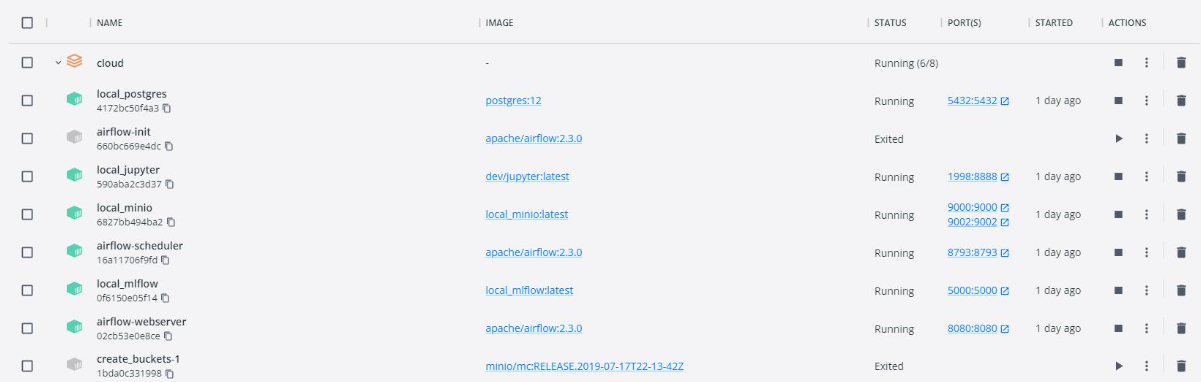 NAME IMAGE STATUS PORT(S) STARTED ACTIONS
cloud - Running (6/8)
local_postgres
4172bc50f4a3 postgres:12 Running 5432:5432 1 day ago
airflow-init
660bc669e4dc apache/airflow:2.3.0 Exited
local_jupyter
590aba2c3d37 dev/jupyter:latest Running 1998:8888 1 day ago
local_minio
6827bb494ba2 local_minio:latest Running 9000:9000 1 day ago
9002:9002
airflow-scheduler
16a11706f9fd apache/airflow:2.3.0 Running 8793:8793 1 day ago
local_mlflow
0f6150e05f14 local_mlflow:latest Running 5000:5000 1 day ago
airflow-webserver
02cb53e0e8ce apache/airflow:2.3.0 Running 8080:8080 1 day ago
create_buckets-1
1bda0c331998 minio/mc:RELEASE.2019-07-17T22-13-42Z Exited